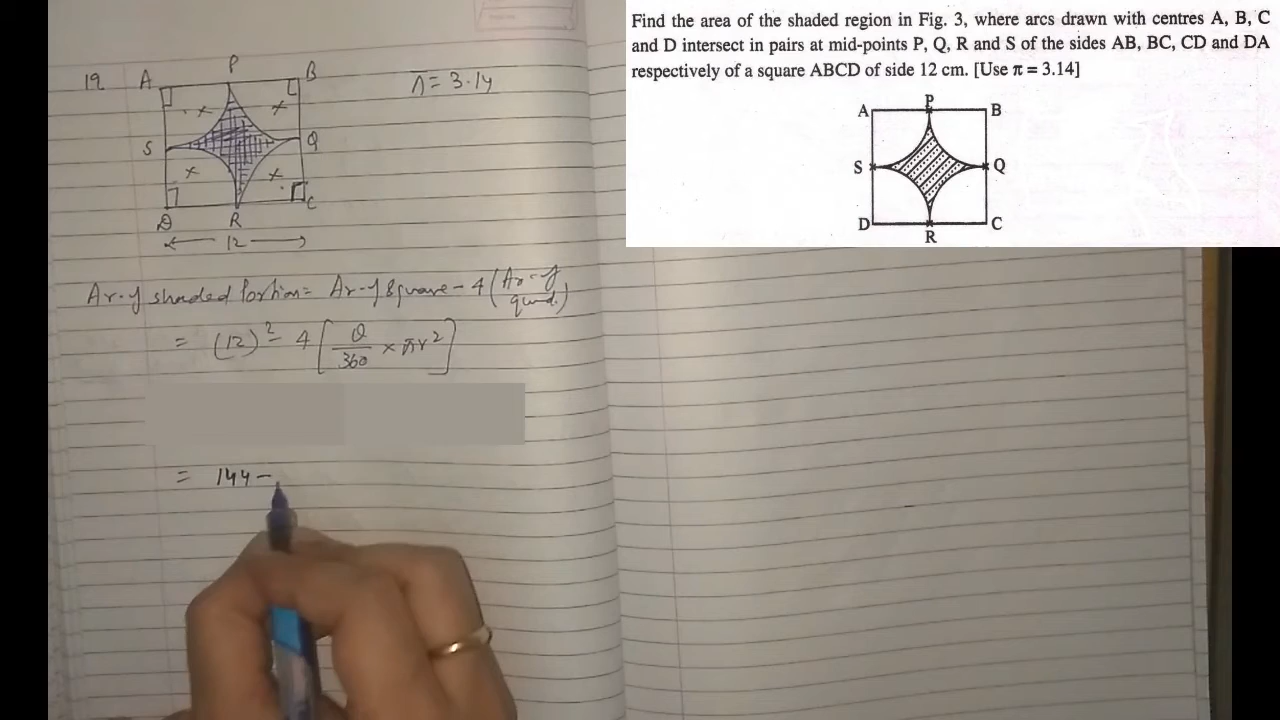 Find the area of the shaded region in Fig. 3, where arcs drawn with centres A, B, C
and D intersect in pairs at mid-points P, Q, R and S of the sides AB, BC, CD and DA
respectively of a square ABCD of side 12 cm. [Use π = 3.14]
P
A B
S Q
D C
R
19 A P B π = 3.14
S Q
D R C
12
Ar. of shaded Portion = Ar. of Square - 4 (Ar. of quad.)
= (12)² - 4 [θ/360 × πr²]
= 144 -